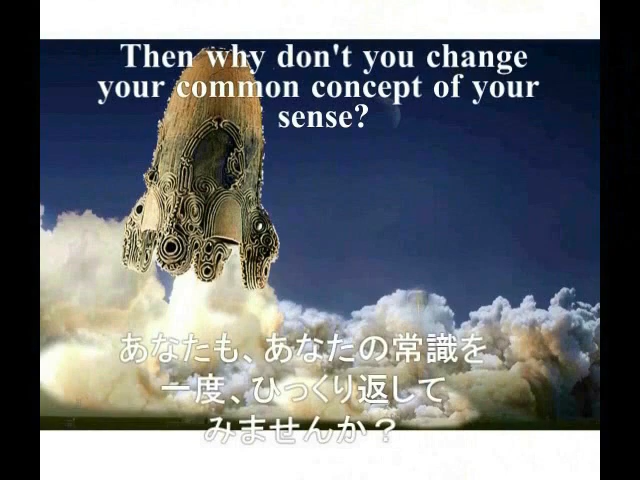 Then why don't you change
your common concept of your
sense?
あなたも、あなたの常識を
一度、ひっくり返して
みませんか？